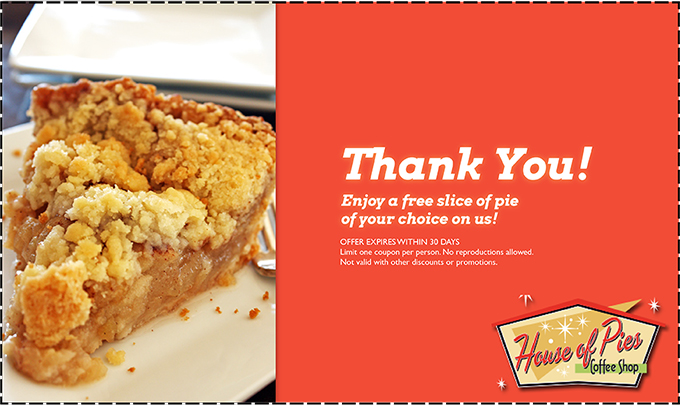 Thank You!
Enjoy a free slice of pie
of your choice on us!
OFFER EXPIRES WITHIN 30 DAYS
Limit one coupon per person. No reproductions allowed.
Not valid with other discounts or promotions.
House of Pies
Coffee Shop